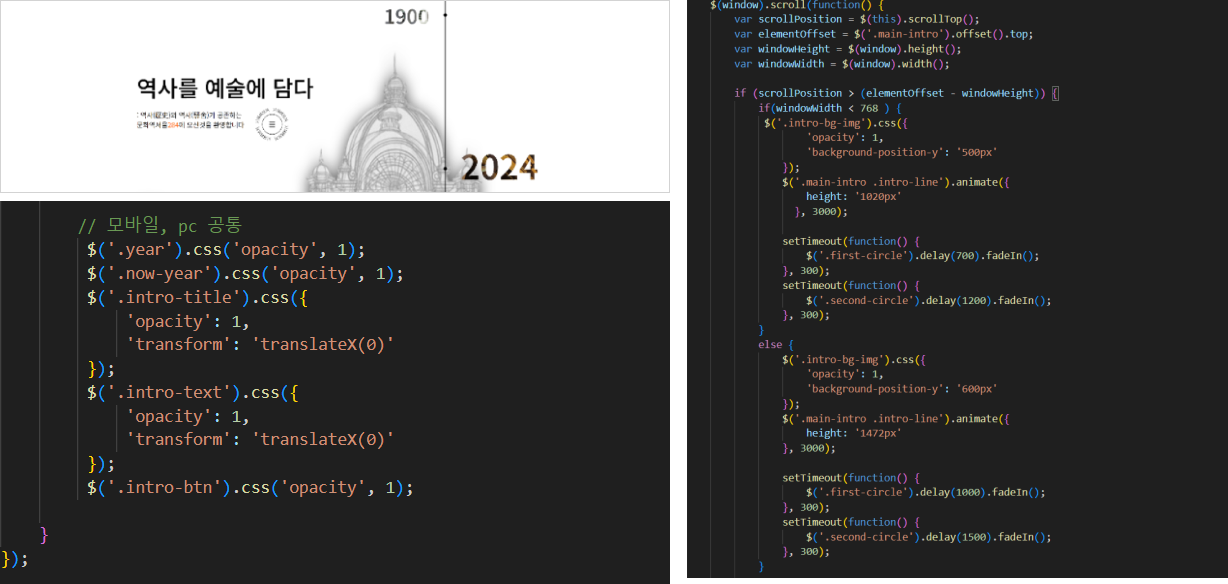 1900
역사를 예술에 담다
2024
// 모바일, pc 공통
$('.year').css('opacity', 1);
$('.now-year').css('opacity', 1);
$('.intro-title').css({
'opacity': 1,
'transform': 'translateX(0)'
});
$('.intro-text').css({
'opacity': 1,
'transform': 'translateX(0)'
});
$('.intro-btn').css('opacity', 1);
}
});
$(window).scroll(function() {
var scrollPosition = $(this).scrollTop();
var elementOffset = $('.main-intro').offset().top;
var windowHeight = $(window).height();
var windowWidth = $(window).width();
if (scrollPosition > (elementOffset - windowHeight)) {
if(windowWidth < 768 ) {
$('.intro-bg-img').css({
'opacity': 1,
'background-position-y': '500px'
});
$('.main-intro .intro-line').animate({
height: '1020px'
}, 3000);
setTimeout(function() {
$('.first-circle').delay(700).fadeIn();
}, 300);
setTimeout(function() {
$('.second-circle').delay(1200).fadeIn();
}, 300);
}
else {
$('.intro-bg-img').css({
'opacity': 1,
'background-position-y': '600px'
});
$('.main-intro .intro-line').animate({
height: '1472px'
}, 3000);
setTimeout(function() {
$('.first-circle').delay(1000).fadeIn();
}, 300);
setTimeout(function() {
$('.second-circle').delay(1500).fadeIn();
}, 300);
}